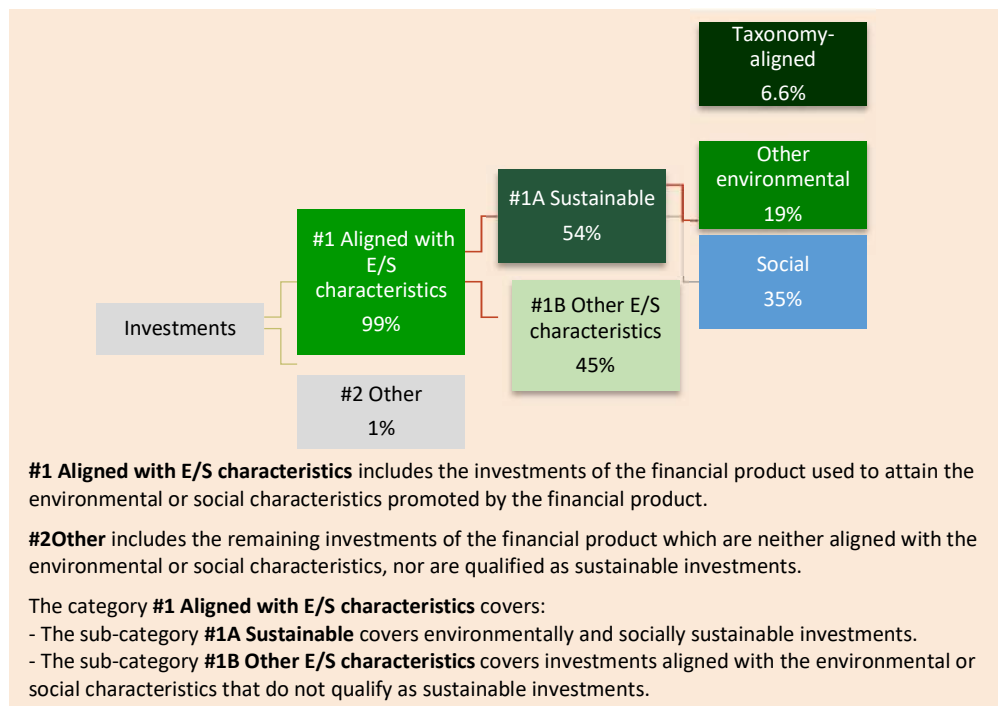 Taxonomy-
aligned
6.6%
Other
environmental
19%
#1A Sustainable
54%
#1 Aligned with
E/S
characteristics
99%
Social
35%
#1B Other E/S
characteristics
45%
Investments
#2 Other
1%
#1 Aligned with E/S characteristics includes the investments of the financial product used to attain the
environmental or social characteristics promoted by the financial product.
#2Other includes the remaining investments of the financial product which are neither aligned with the
environmental or social characteristics, nor are qualified as sustainable investments.
The category #1 Aligned with E/S characteristics covers:
- The sub-category #1A Sustainable covers environmentally and socially sustainable investments.
- The sub-category #1B Other E/S characteristics covers investments aligned with the environmental or
social characteristics that do not qualify as sustainable investments.